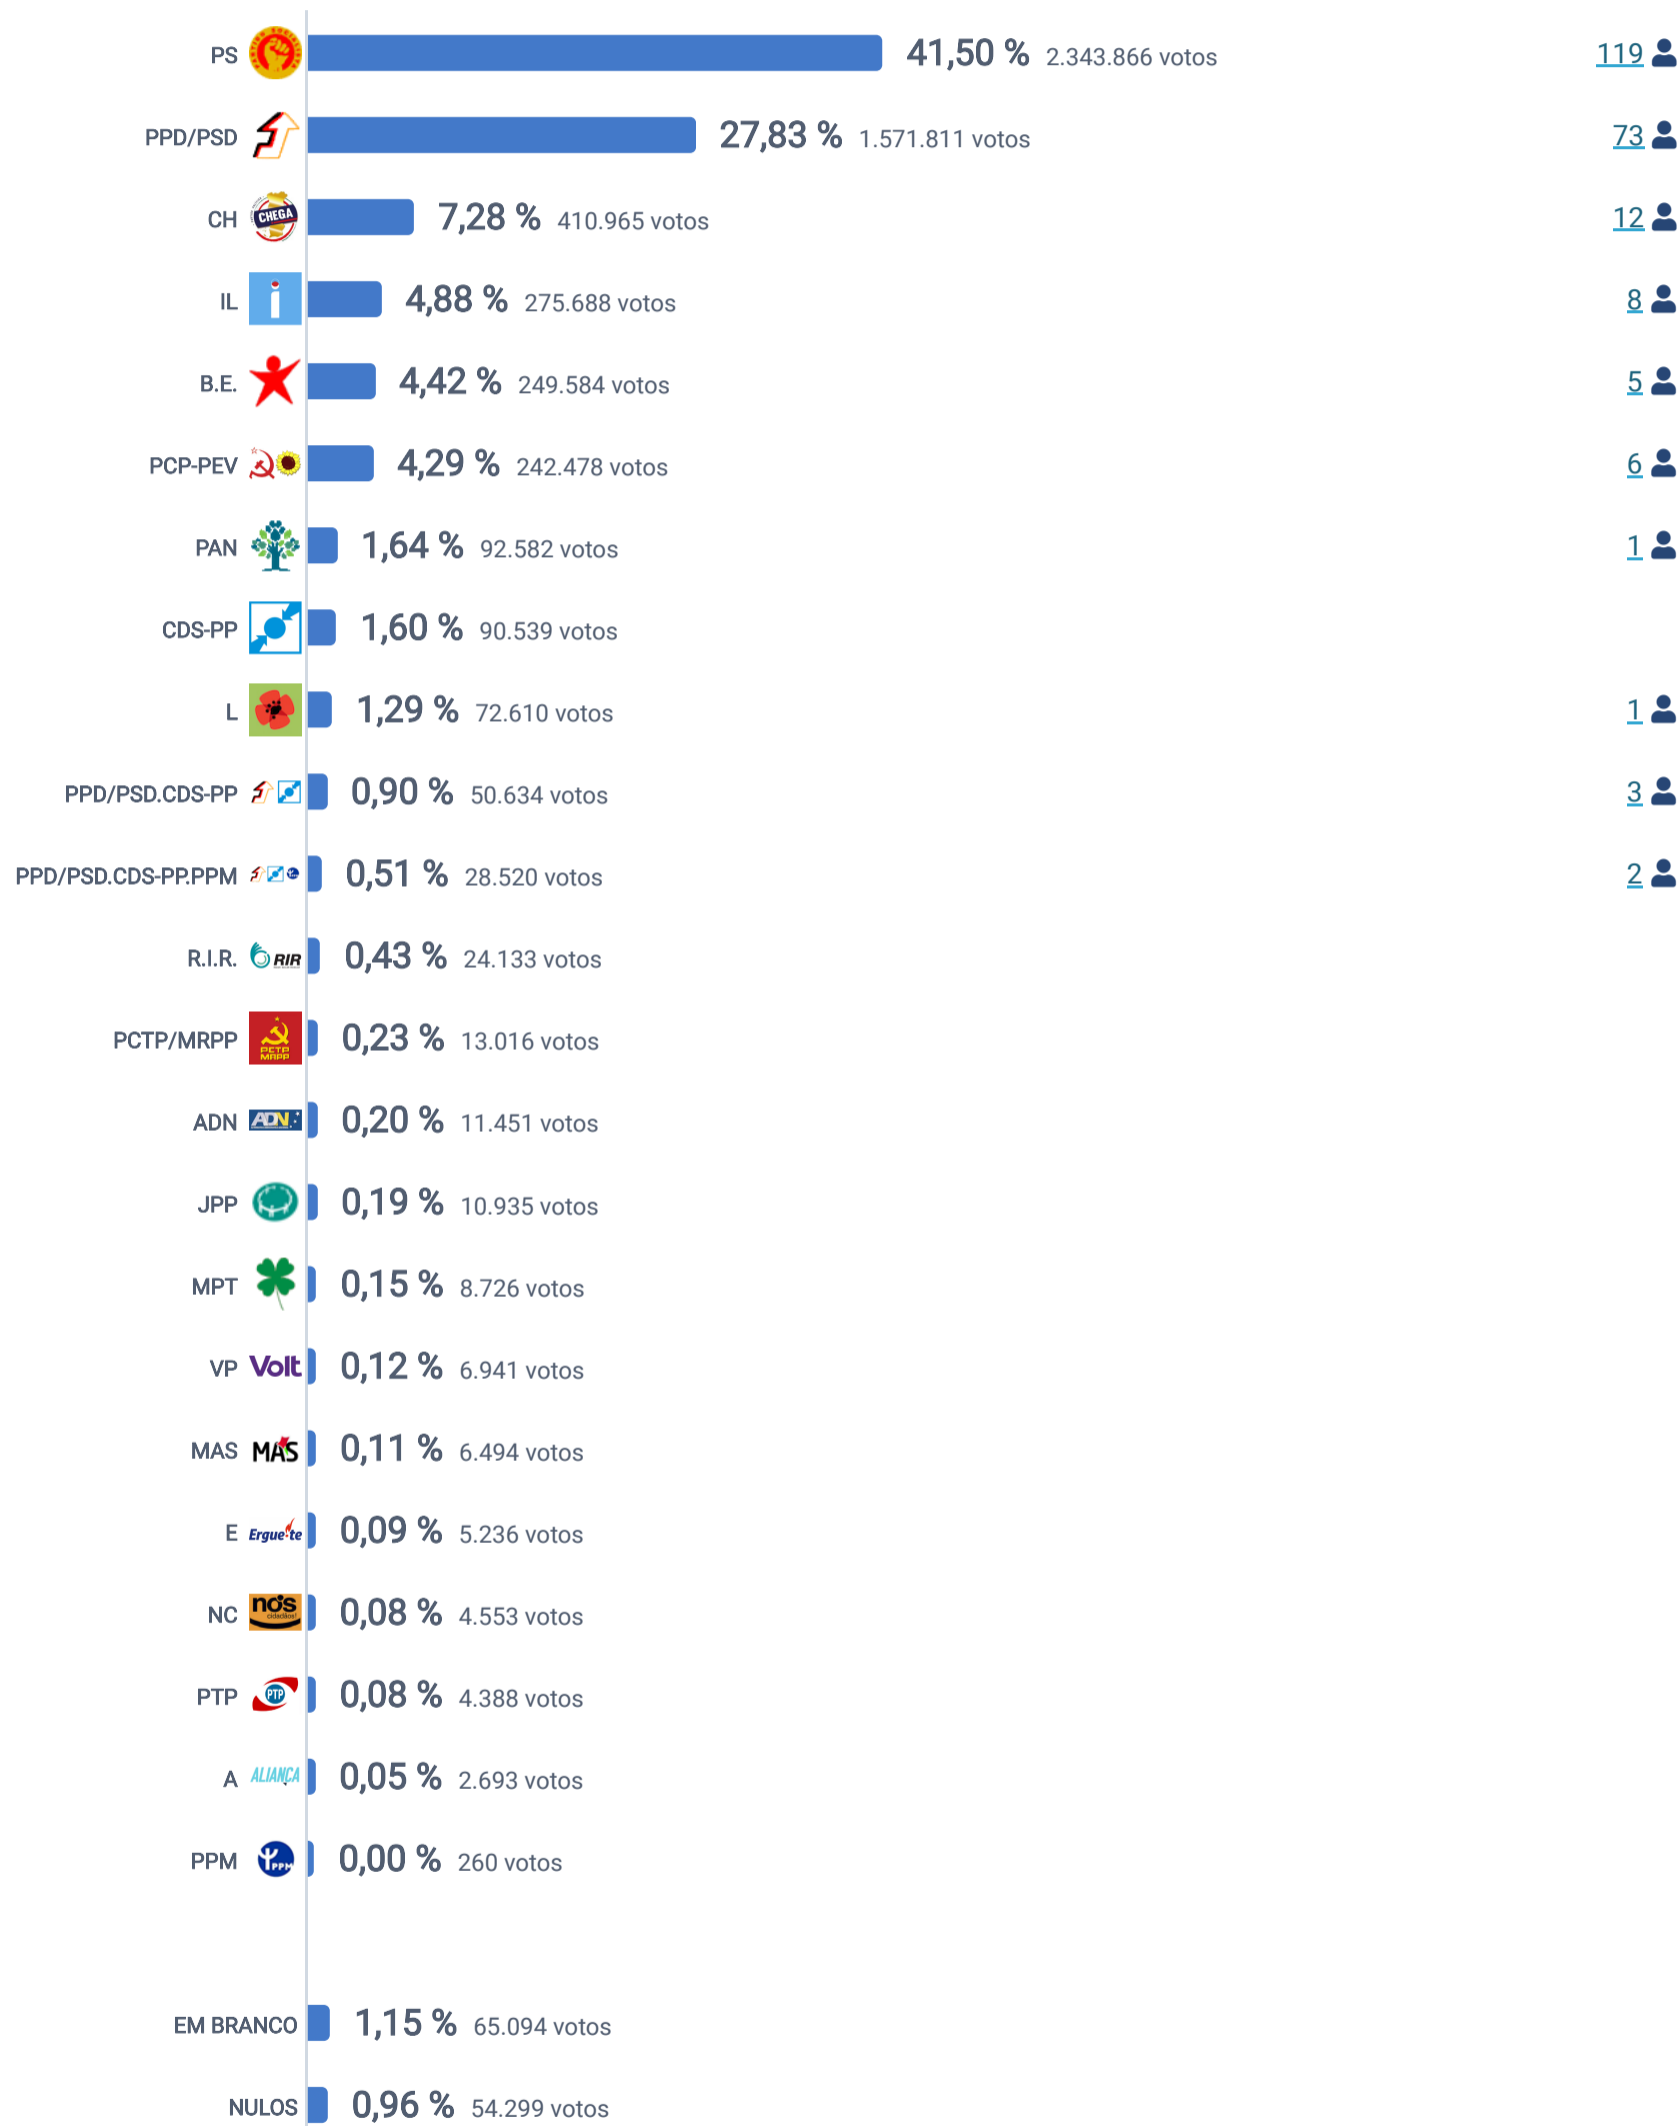 PS 41,50 % 2.343.866 votos 119
PPD/PSD 27,83 % 1.571.811 votos 73
CH CHEGA 7,28 % 410.965 votos 12
IL 4,88 % 275.688 votos 8
B.E. 4,42 % 249.584 votos 5
PCP-PEV 4,29 % 242.478 votos 6
PAN 1,64 % 92.582 votos 1
CDS-PP 1,60 % 90.539 votos
L 1,29 % 72.610 votos 1
PPD/PSD.CDS-PP 0,90 % 50.634 votos 3
PPD/PSD.CDS-PP.PPM 0,51 % 28.520 votos 2
R.I.R. RIR 0,43 % 24.133 votos
PCTP/MRPP PCTP MRPP 0,23 % 13.016 votos
ADN ADN 0,20 % 11.451 votos
JPP 0,19 % 10.935 votos
MPT 0,15 % 8.726 votos
VP Volt 0,12 % 6.941 votos
MAS MAS 0,11 % 6.494 votos
E Ergue-te 0,09 % 5.236 votos
NC nós cidadãos! 0,08 % 4.553 votos
PTP PTP 0,08 % 4.388 votos
A ALIANÇA 0,05 % 2.693 votos
PPM PPM 0,00 % 260 votos
EM BRANCO 1,15 % 65.094 votos
NULOS 0,96 % 54.299 votos